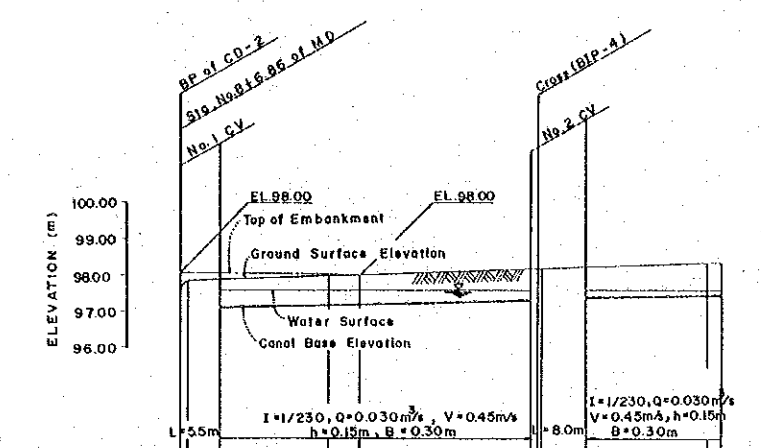 BP of CD-2
Sta. No.8+6.86 of MD
No.1 CV
Cross (BIP-4)
No.2 CV
ELEVATION (m)
100.00
99.00
98.00
97.00
96.00
EL.98.00
EL.98.00
Top of Embankment
Ground Surface Elevation
Water Surface
Canal Base Elevation
L=5.5m
I=1/230, Q=0.030m³/s, V=0.45m/s
h=0.15m, B=0.30m
L=8.0m
I=1/230, Q=0.030m³/s
V=0.45m/s, h=0.15m
B=0.30m